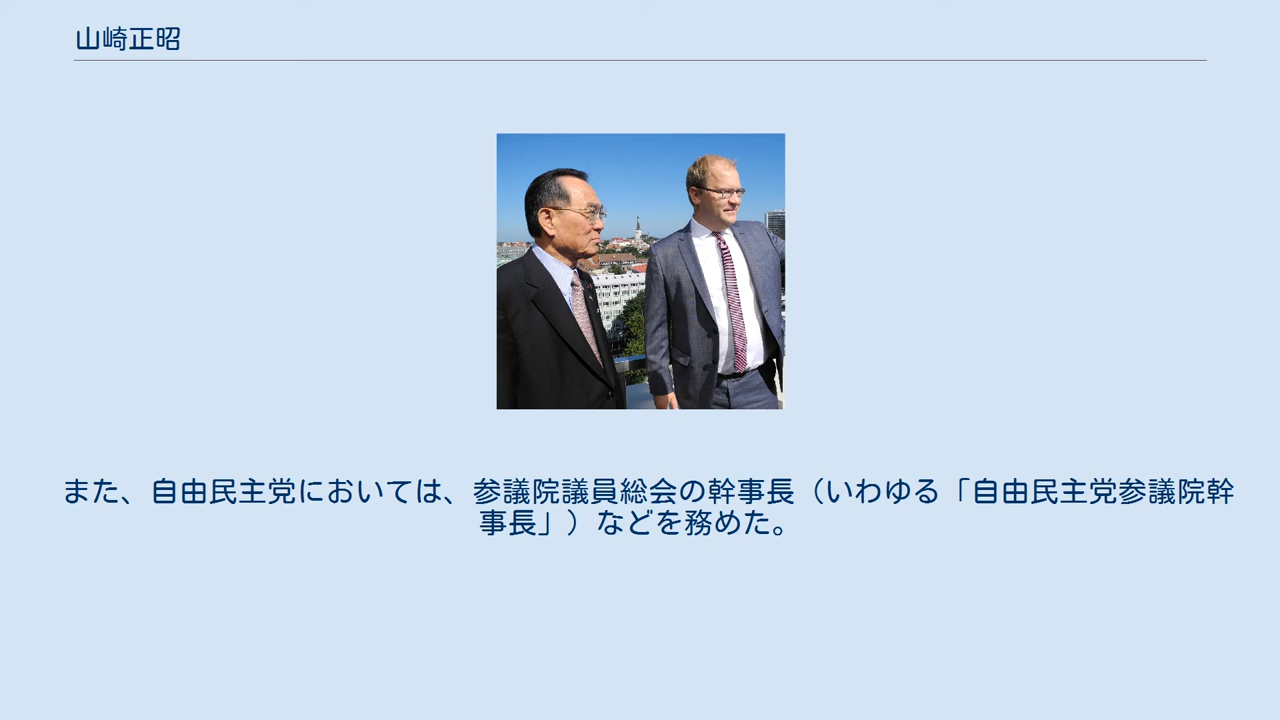 山崎正昭
また、自由民主党においては、参議院議員総会の幹事長（いわゆる「自由民主党参議院幹
事長」）などを務めた。